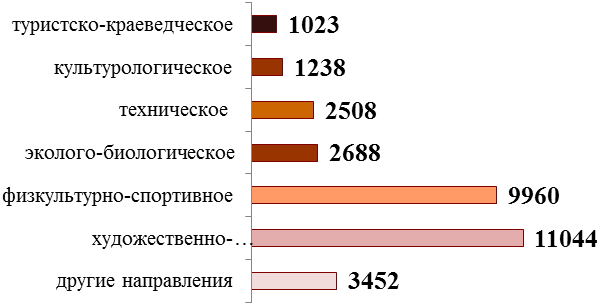 туристско-краеведческое 1023
культурологическое 1238
техническое 2508
эколого-биологическое 2688
физкультурно-спортивное 9960
художественно-… 11044
другие направления 3452